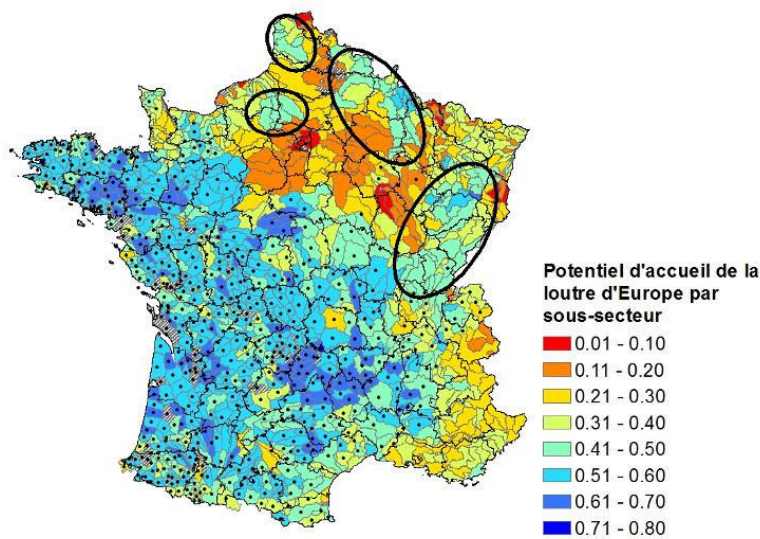 Potentiel d'accueil de la
loutre d'Europe par
sous-secteur
0.01 - 0.10
0.11 - 0.20
0.21 - 0.30
0.31 - 0.40
0.41 - 0.50
0.51 - 0.60
0.61 - 0.70
0.71 - 0.80